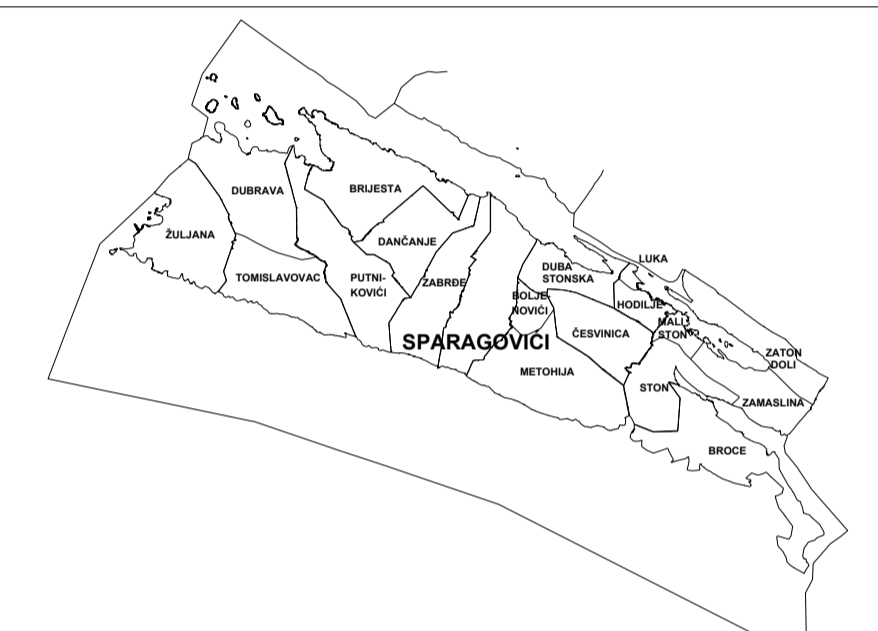 DUBRAVA
BRIJESTA
ŽULJANA
DANČANJE
TOMISLAVOVAC
PUTNI-
KOVIĆI
ZABRĐE
DUBA
STONSKA
LUKA
BOLJE-
NOVIĆI
HODILJE
MALI
STON
ČESVINICA
SPARAGOVIĆI
METOHIJA
ZATON
DOLI
STON
ZAMASLINA
BROCE